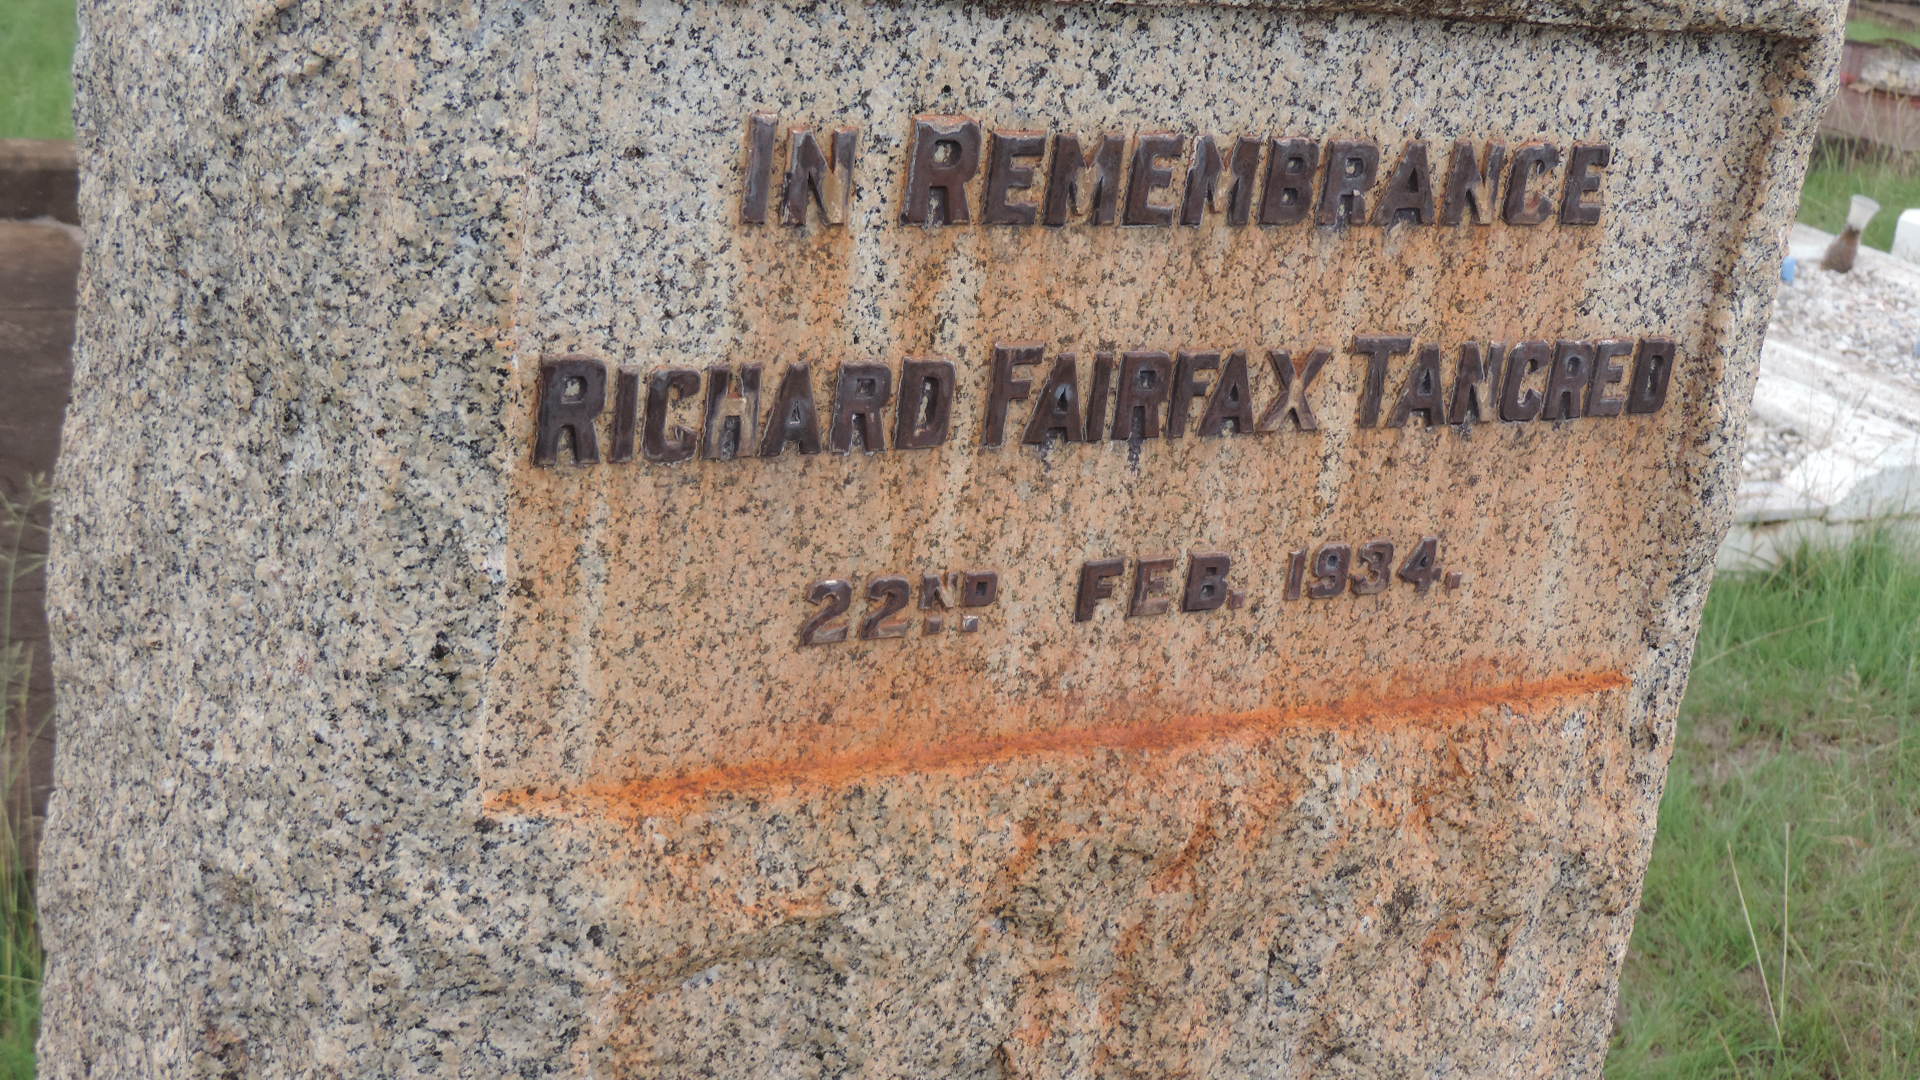 IN REMEMBRANCE
RICHARD FAIRFAX TANCRED
22ND FEB. 1934.